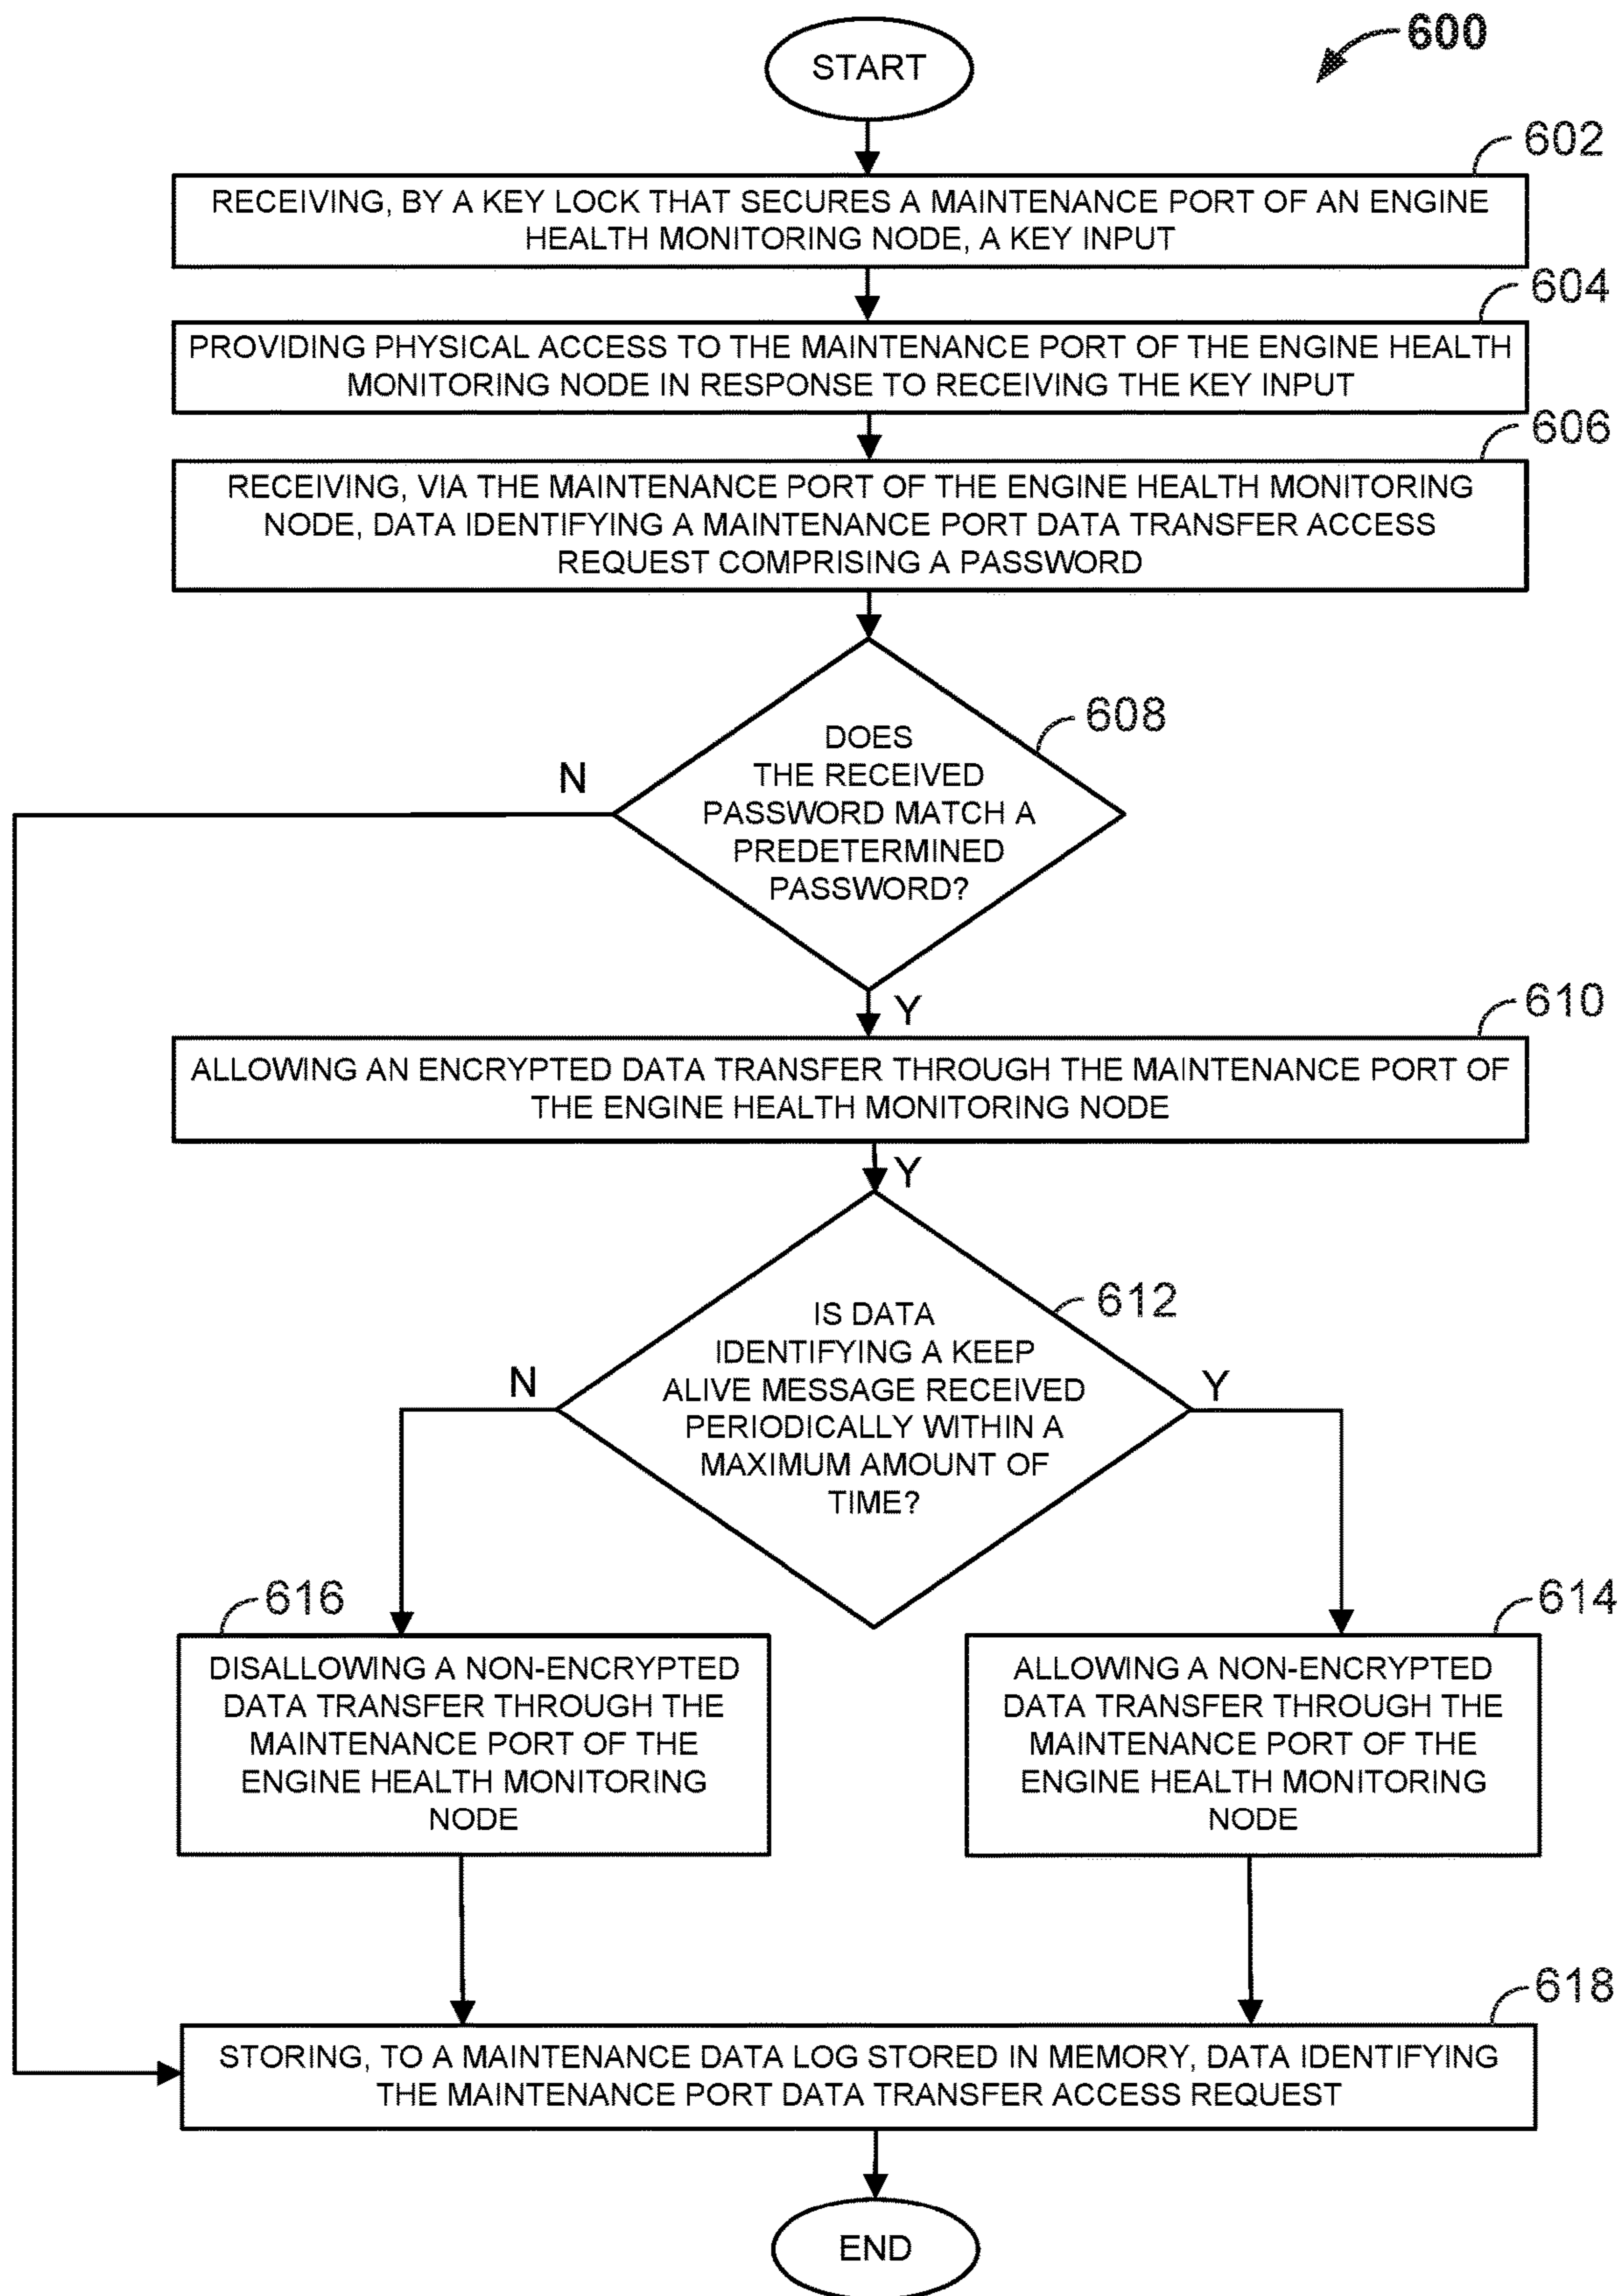 600
START
602
RECEIVING, BY A KEY LOCK THAT SECURES A MAINTENANCE PORT OF AN ENGINE
HEALTH MONITORING NODE, A KEY INPUT
604
PROVIDING PHYSICAL ACCESS TO THE MAINTENANCE PORT OF THE ENGINE HEALTH
MONITORING NODE IN RESPONSE TO RECEIVING THE KEY INPUT
606
RECEIVING, VIA THE MAINTENANCE PORT OF THE ENGINE HEALTH MONITORING
NODE, DATA IDENTIFYING A MAINTENANCE PORT DATA TRANSFER ACCESS
REQUEST COMPRISING A PASSWORD
608
N
DOES
THE RECEIVED
PASSWORD MATCH A
PREDETERMINED
PASSWORD?
Y
610
ALLOWING AN ENCRYPTED DATA TRANSFER THROUGH THE MAINTENANCE PORT OF
THE ENGINE HEALTH MONITORING NODE
Y
612
IS DATA
IDENTIFYING A KEEP
ALIVE MESSAGE RECEIVED
PERIODICALLY WITHIN A
MAXIMUM AMOUNT OF
TIME?
N
Y
616
DISALLOWING A NON-ENCRYPTED
DATA TRANSFER THROUGH THE
MAINTENANCE PORT OF THE
ENGINE HEALTH MONITORING
NODE
614
ALLOWING A NON-ENCRYPTED
DATA TRANSFER THROUGH THE
MAINTENANCE PORT OF THE
ENGINE HEALTH MONITORING
NODE
618
STORING, TO A MAINTENANCE DATA LOG STORED IN MEMORY, DATA IDENTIFYING
THE MAINTENANCE PORT DATA TRANSFER ACCESS REQUEST
END